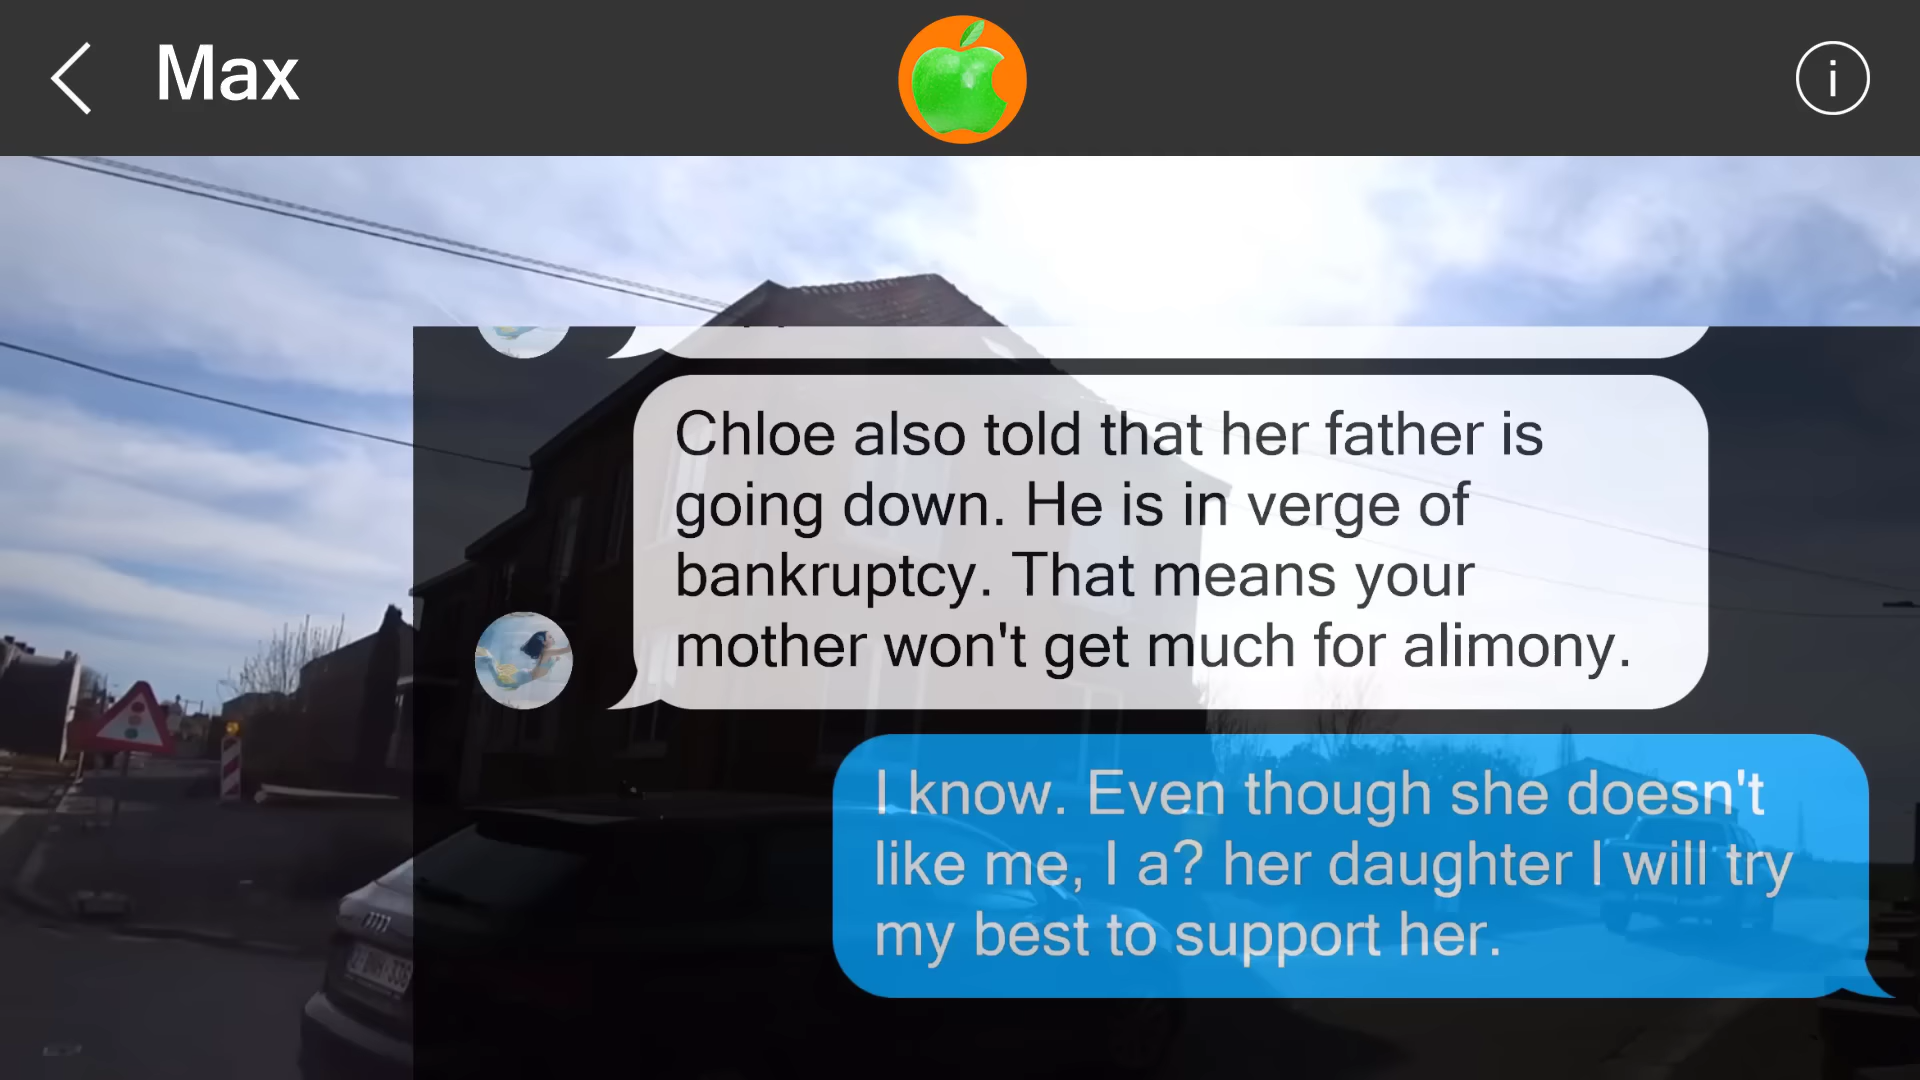 Max
i
Chloe also told that her father is
going down. He is in verge of
bankruptcy. That means your
mother won't get much for alimony.
I know. Even though she doesn't
like me, I a? her daughter I will try
my best to support her.